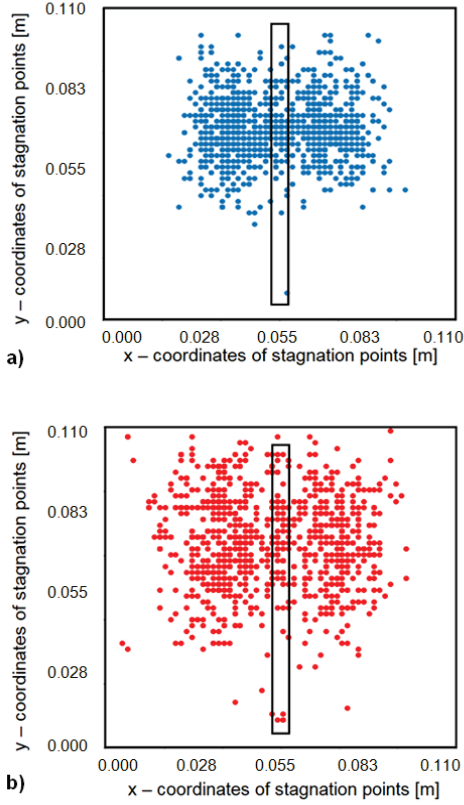 0.110
0.083
0.055
0.028
0.000
y – coordinates of stagnation points [m]
0.000 0.028 0.055 0.083 0.110
x – coordinates of stagnation points [m]
a)
0.110
0.083
0.055
0.028
0.000
y – coordinates of stagnation points [m]
0.000 0.028 0.055 0.083 0.110
x – coordinates of stagnation points [m]
b)